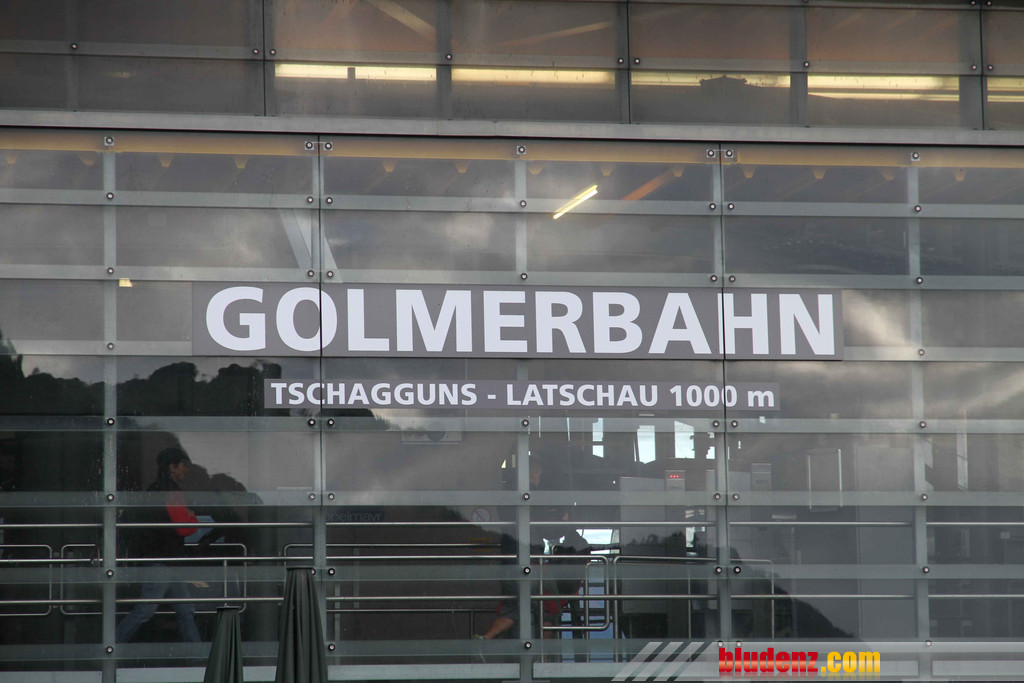 GOLMERBAHN
TSCHAGGUNS - LATSCHAU 1000 m
bludenz.com